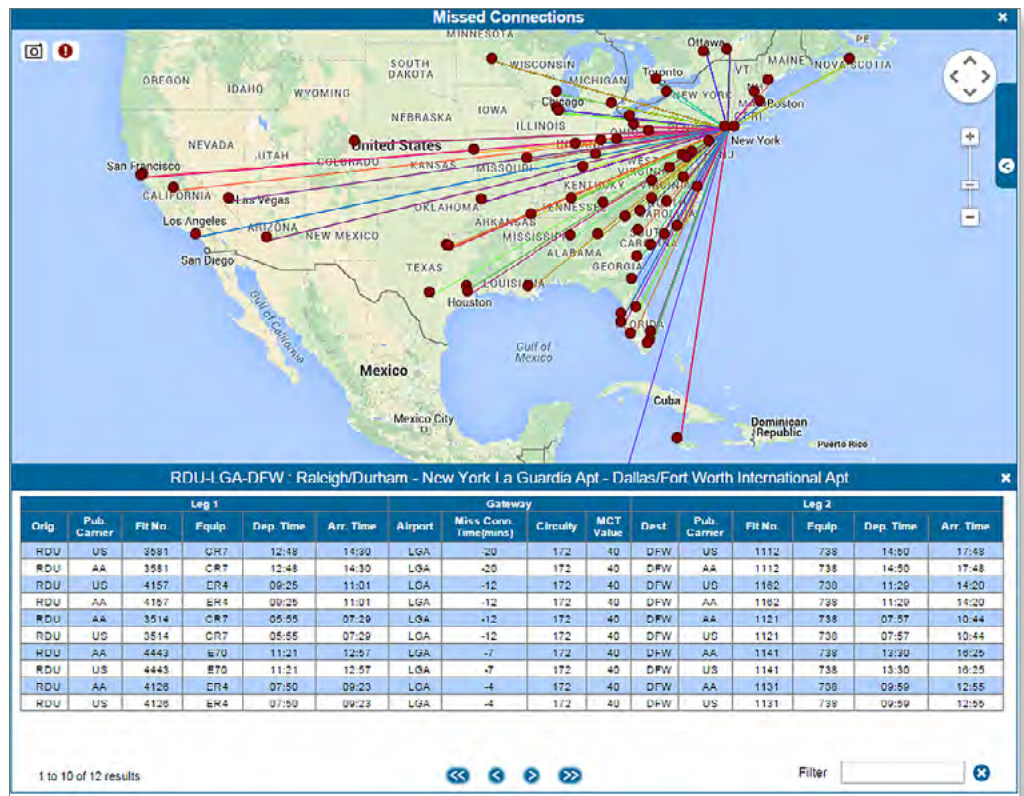 Missed Connections
MINNESOTA
Ottawa
PE
SOUTH DAKOTA
WISCONSIN
MAINE
NOVA SCOTIA
OREGON
IDAHO
WYOMING
MICHIGAN
Toronto
VT
NEW YORK
Chicago
Boston
IOWA
NEBRASKA
ILLINOIS
New York
NJ
NEVADA
UTAH
United States
COLORADO
KANSAS
MISSOURI
San Francisco
CALIFORNIA
Las Vegas
KENTUCKY
OKLAHOMA
TENNESSEE
ARKANSAS
Los Angeles
ARIZONA
NEW MEXICO
MISSISSIPPI
SOUTH CAROLINA
San Diego
ALABAMA
GEORGIA
TEXAS
LOUISIANA
Houston
Gulf of California
FLORIDA
Gulf of Mexico
Mexico
Cuba
Mexico City
Dominican Republic
Puerto Rico
RDU-LGA-DFW : Raleigh/Durham - New York La Guardia Apt - Dallas/Fort Worth International Apt
Leg 1 Gateway Leg 2
Orig. Pub. Carrier Flt No. Equip. Dep. Time Arr. Time Airport Miss Conn. Time(mins) Circuity MCT Value Dest. Pub. Carrier Flt No. Equip. Dep. Time Arr. Time
RDU US 3581 CR7 12:48 14:30 LGA -20 172 40 DFW US 1112 738 14:50 17:48
RDU AA 3581 CR7 12:48 14:30 LGA -20 172 40 DFW AA 1112 738 14:50 17:48
RDU US 4157 ER4 09:25 11:01 LGA -12 172 40 DFW US 1162 738 11:29 14:20
RDU AA 4157 ER4 09:25 11:01 LGA -12 172 40 DFW AA 1162 738 11:29 14:20
RDU AA 3514 CR7 05:55 07:29 LGA -12 172 40 DFW AA 1121 738 07:57 10:44
RDU US 3514 CR7 05:55 07:29 LGA -12 172 40 DFW US 1121 738 07:57 10:44
RDU AA 4443 E70 11:21 12:57 LGA -7 172 40 DFW AA 1141 738 13:30 16:25
RDU US 4443 E70 11:21 12:57 LGA -7 172 40 DFW US 1141 738 13:30 16:25
RDU AA 4126 ER4 07:50 09:23 LGA -4 172 40 DFW AA 1131 738 09:59 12:55
RDU US 4126 ER4 07:50 09:23 LGA -4 172 40 DFW US 1131 738 09:59 12:55
1 to 10 of 12 results
Filter